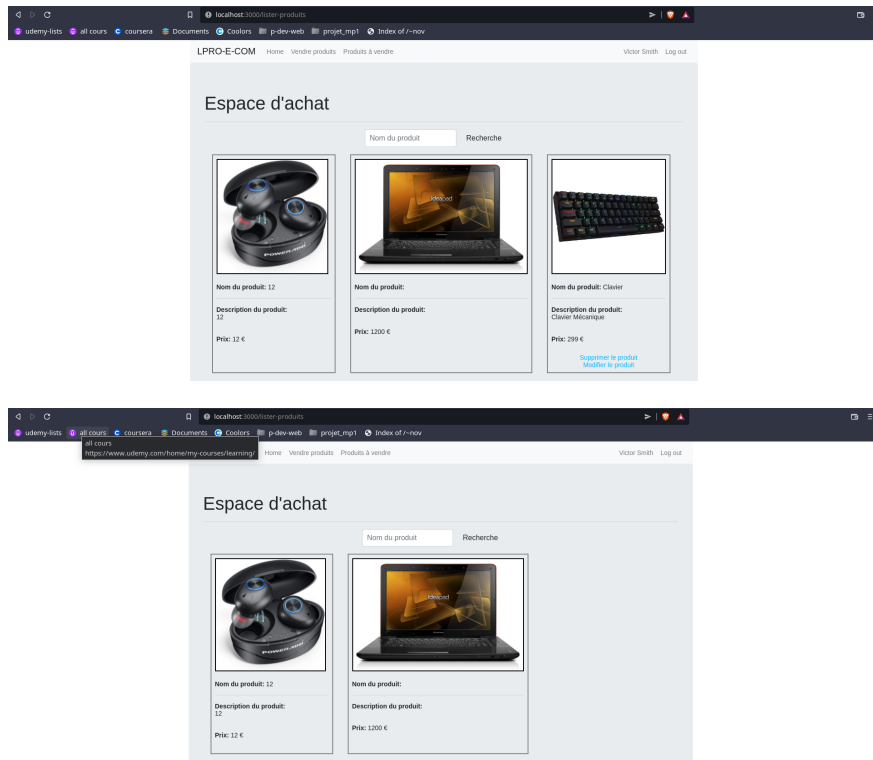 localhost:3000/lister-produits
udemy-lists all cours coursera Documents Coolors p-dev-web projet_mp1 Index of /~nov
LPRO-E-COM Home Vendre produits Produits à vendre Victor Smith Log out
Espace d'achat
Nom du produit Recherche
POWERADD
ideapad
Nom du produit: 12 Nom du produit: Nom du produit: Clavier
Description du produit: Description du produit: Description du produit:
12 Clavier Mécanique
Prix: 12 € Prix: 1200 € Prix: 299 €
Supprimer le produit
Modifier le produit
localhost:3000/lister-produits
udemy-lists all cours coursera Documents Coolors p-dev-web projet_mp1 Index of /~nov
all cours
https://www.udemy.com/home/my-courses/learning/
Home Vendre produits Produits à vendre Victor Smith Log out
Espace d'achat
Nom du produit Recherche
ideapad
Nom du produit: 12 Nom du produit:
Description du produit: Description du produit:
12
Prix: 12 € Prix: 1200 €